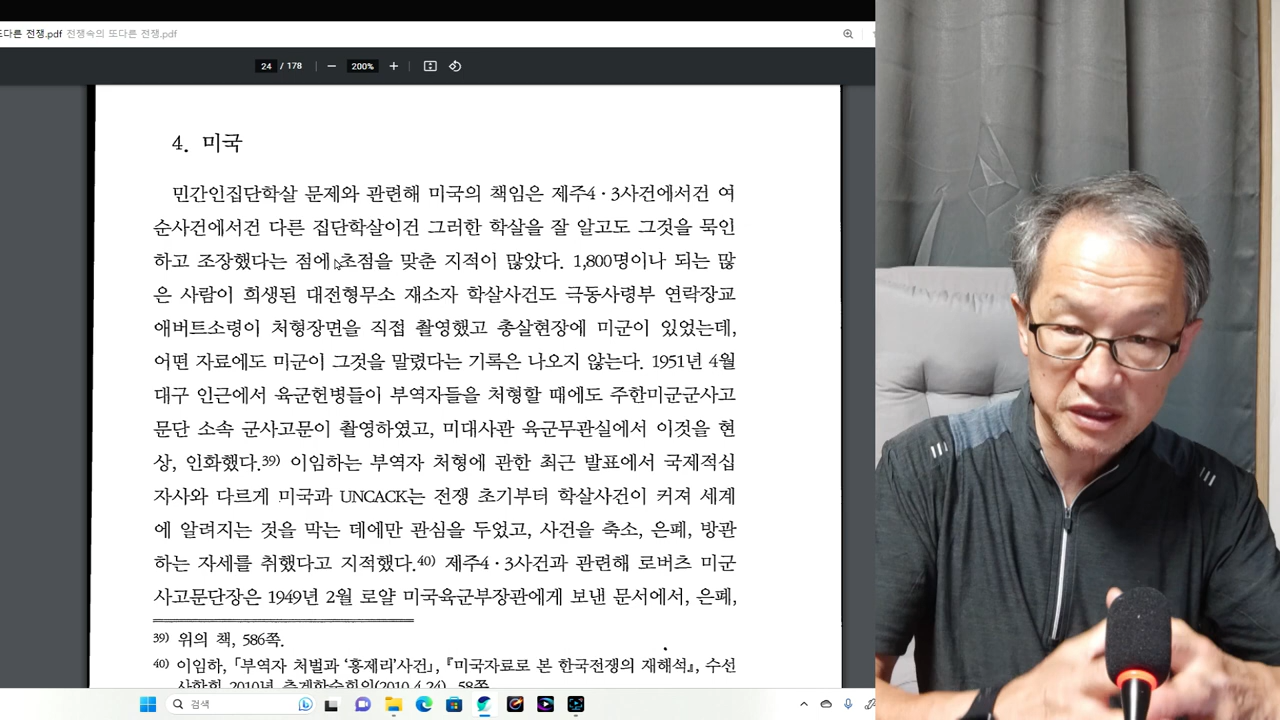 또다른 전쟁.pdf 전쟁속의 또다른 전쟁.pdf
24 / 178 200%
4. 미국
민간인집단학살 문제와 관련해 미국의 책임은 제주4·3사건에서건 여
순사건에서건 다른 집단학살이건 그러한 학살을 잘 알고도 그것을 묵인
하고 조장했다는 점에 초점을 맞춘 지적이 많았다. 1,800명이나 되는 많
은 사람이 희생된 대전형무소 재소자 학살사건도 극동사령부 연락장교
애버트소령이 처형장면을 직접 촬영했고 총살현장에 미군이 있었는데,
어떤 자료에도 미군이 그것을 말렸다는 기록은 나오지 않는다. 1951년 4월
대구 인근에서 육군헌병들이 부역자들을 처형할 때에도 주한미군군사고
문단 소속 군사고문이 촬영하였고, 미대사관 육군무관실에서 이것을 현
상, 인화했다.39) 이임하는 부역자 처형에 관한 최근 발표에서 국제적십
자사와 다르게 미국과 UNCACK는 전쟁 초기부터 학살사건이 커져 세계
에 알려지는 것을 막는 데에만 관심을 두었고, 사건을 축소, 은폐, 방관
하는 자세를 취했다고 지적했다.40) 제주4·3사건과 관련해 로버츠 미군
사고문단장은 1949년 2월 로얄 미국육군부장관에게 보낸 문서에서, 은폐,
39) 위의 책, 586쪽.
40) 이임하, 「부역자 처벌과 '홍제리'사건」, 『미국자료로 본 한국전쟁의 재해석』, 수선
사학회 2010년 춘계학술회의(2010.4.24), 58쪽
검색